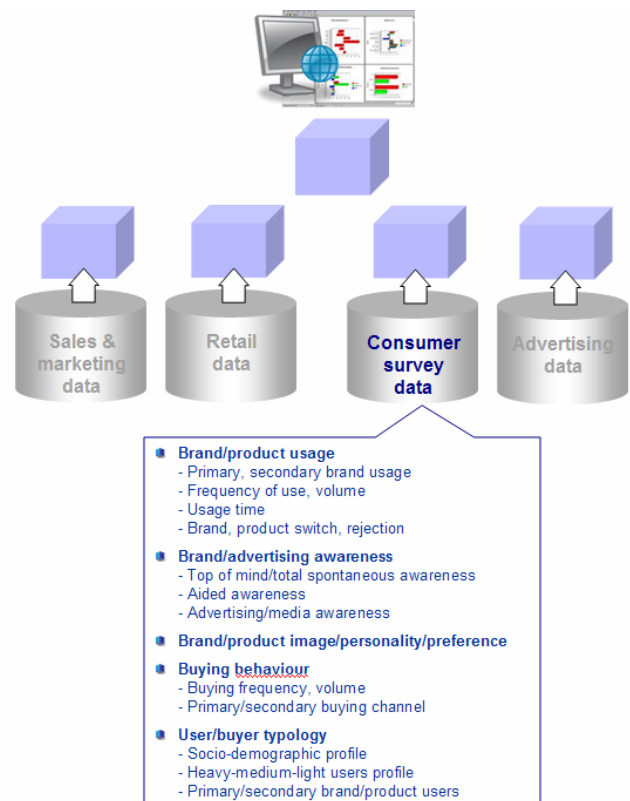 Sales &
marketing
data
Retail
data
Consumer
survey
data
Advertising
data
Brand/product usage
- Primary, secondary brand usage
- Frequency of use, volume
- Usage time
- Brand, product switch, rejection
Brand/advertising awareness
- Top of mind/total spontaneous awareness
- Aided awareness
- Advertising/media awareness
Brand/product image/personality/preference
Buying behaviour
- Buying frequency, volume
- Primary/secondary buying channel
User/buyer typology
- Socio-demographic profile
- Heavy-medium-light users profile
- Primary/secondary brand/product users